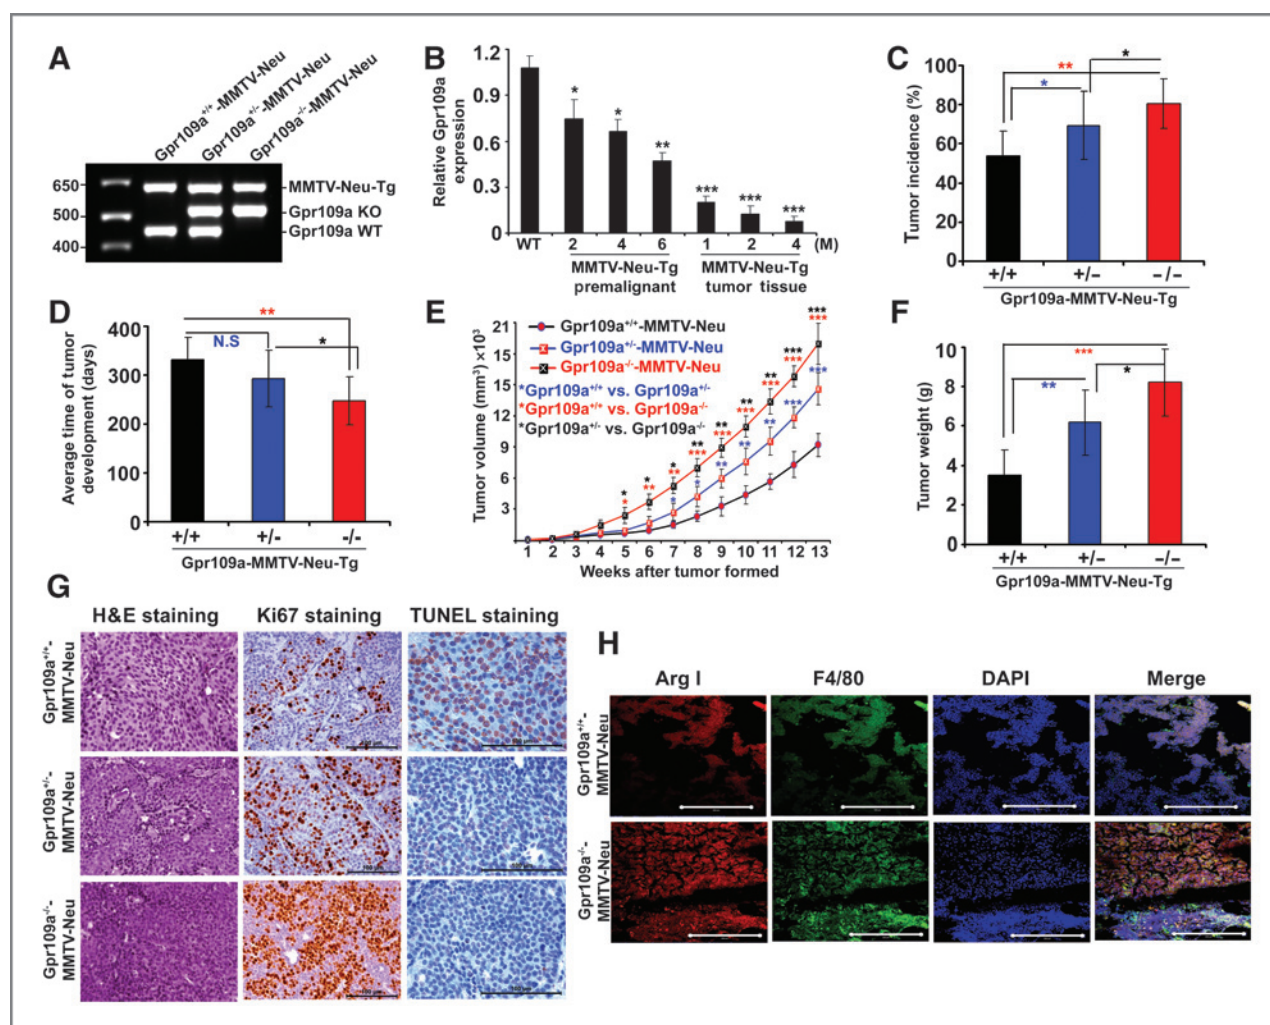 A
Gpr109a+/+-MMTV-Neu
Gpr109a+/--MMTV-Neu
Gpr109a-/--MMTV-Neu
650
500
400
MMTV-Neu-Tg
Gpr109a KO
Gpr109a WT
B
Relative Gpr109a
expression
1.2
0.9
0.6
0.3
0
*
*
**
***
***
***
WT 2 4 6 1 2 4 (M)
MMTV-Neu-Tg
premalignant
MMTV-Neu-Tg
tumor tissue
C
Tumor incidence (%)
100
80
60
40
20
0
**
*
*
+/+ +/− −/−
Gpr109a-MMTV-Neu-Tg
D
Average time of tumor
development (days)
400
300
200
100
0
**
N.S
*
+/+ +/- -/-
Gpr109a-MMTV-Neu-Tg
E
Tumor volume (mm3) ×103
21
18
15
12
9
6
3
Gpr109a+/+-MMTV-Neu
Gpr109a+/--MMTV-Neu
Gpr109a-/--MMTV-Neu
*Gpr109a+/+ vs. Gpr109a+/-
*Gpr109a+/+ vs. Gpr109a-/-
*Gpr109a+/- vs. Gpr109a-/-
* * * ** ** ** ** *** ***
* ** ** *** *** *** *** *** ***
* * ** ** ** *** ***
1 2 3 4 5 6 7 8 9 10 11 12 13
Weeks after tumor formed
F
Tumor weight (g)
12
10
8
6
4
2
0
***
**
*
+/+ +/− −/−
Gpr109a-MMTV-Neu-Tg
G
H&E staining Ki67 staining TUNEL staining
Gpr109a+/+-
MMTV-Neu
Gpr109a+/--
MMTV-Neu
Gpr109a-/--
MMTV-Neu
H
Arg I F4/80 DAPI Merge
Gpr109a+/+-
MMTV-Neu
Gpr109a-/--
MMTV-Neu